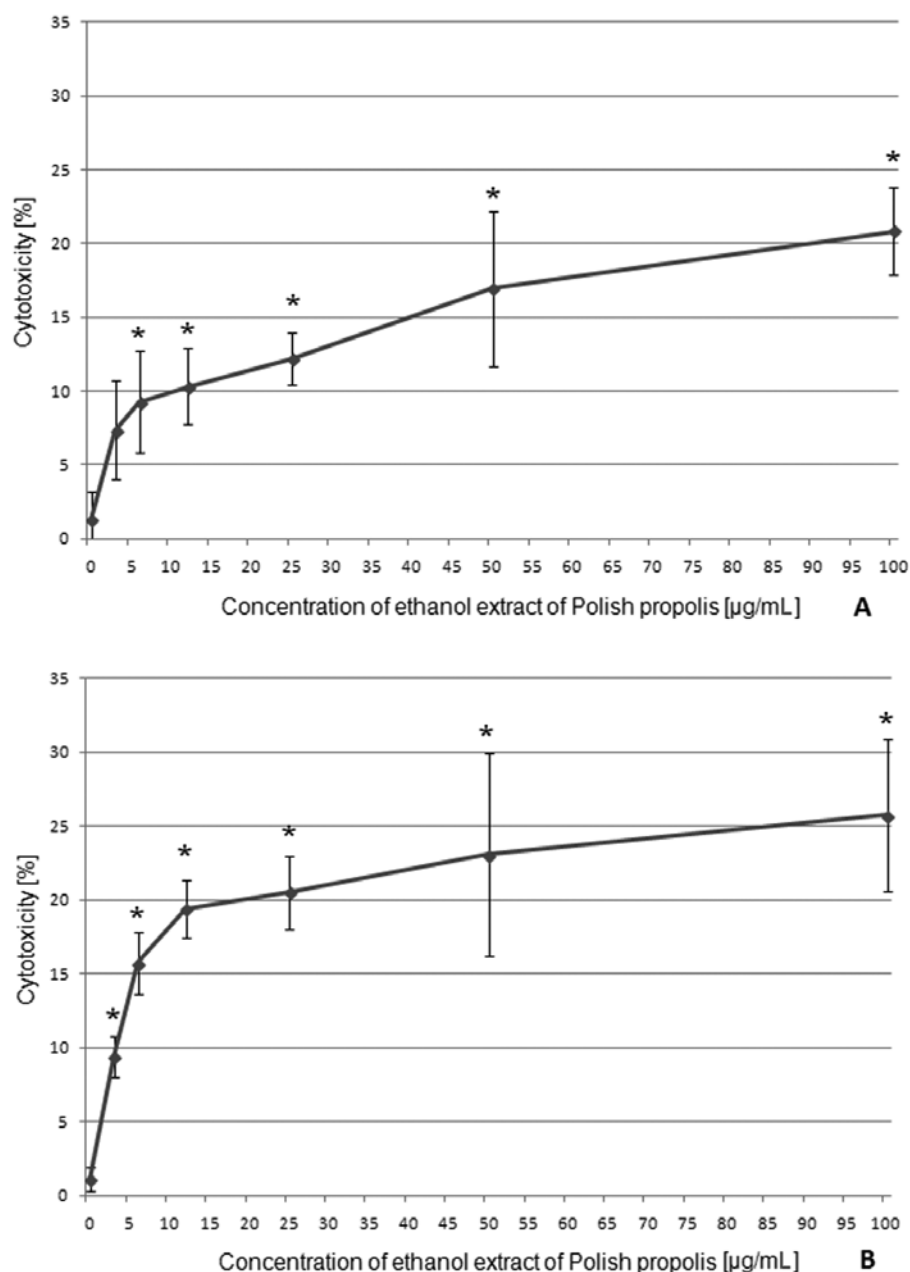 35
30
25
20
15
10
5
0
Cytotoxicity [%]
* * * * *
0 5 10 15 20 25 30 35 40 45 50 55 60 65 70 75 80 85 90 95 100
Concentration of ethanol extract of Polish propolis [µg/mL] A
35
30
25
20
15
10
5
0
Cytotoxicity [%]
* * * * * *
0 5 10 15 20 25 30 35 40 45 50 55 60 65 70 75 80 85 90 95 100
Concentration of ethanol extract of Polish propolis [µg/mL] B